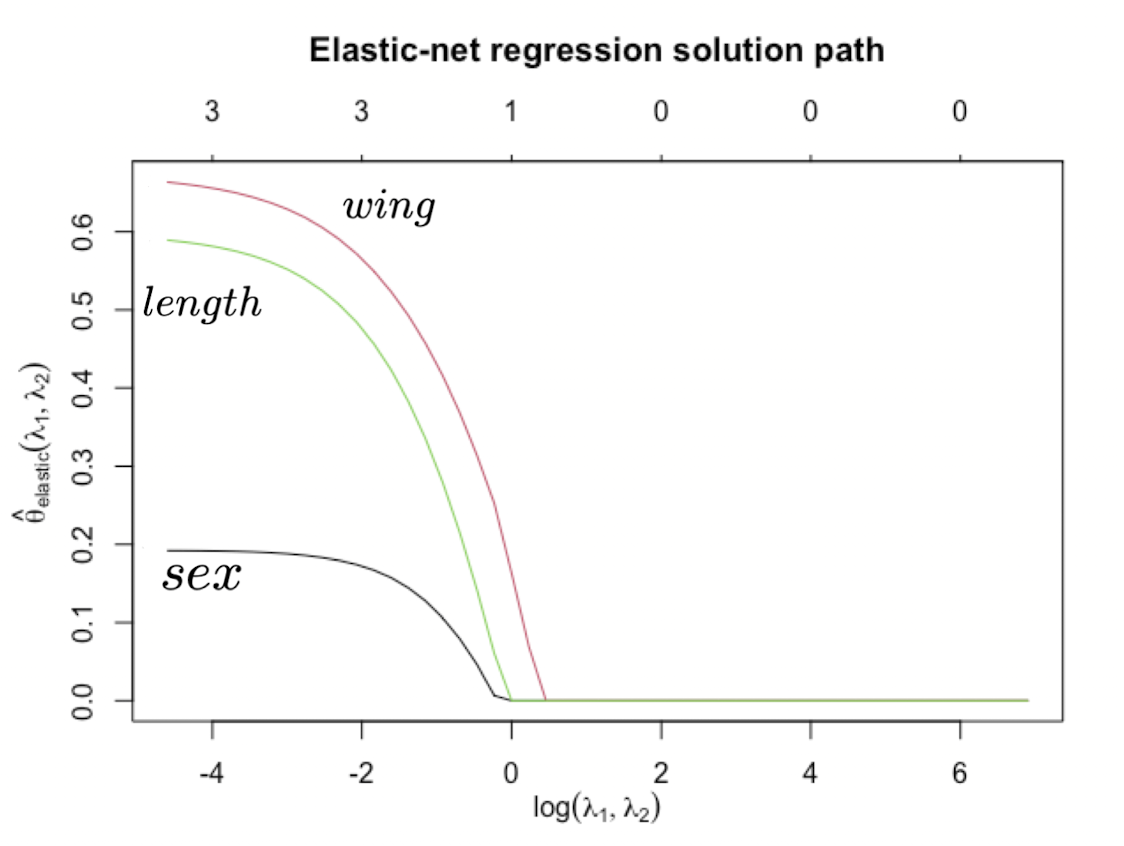 Elastic-net regression solution path
3 3 1 0 0 0
wing
length
sex
0.6
0.5
0.4
0.3
0.2
0.1
0.0
θ̂elastic(λ1, λ2)
-4 -2 0 2 4 6
log(λ1, λ2)